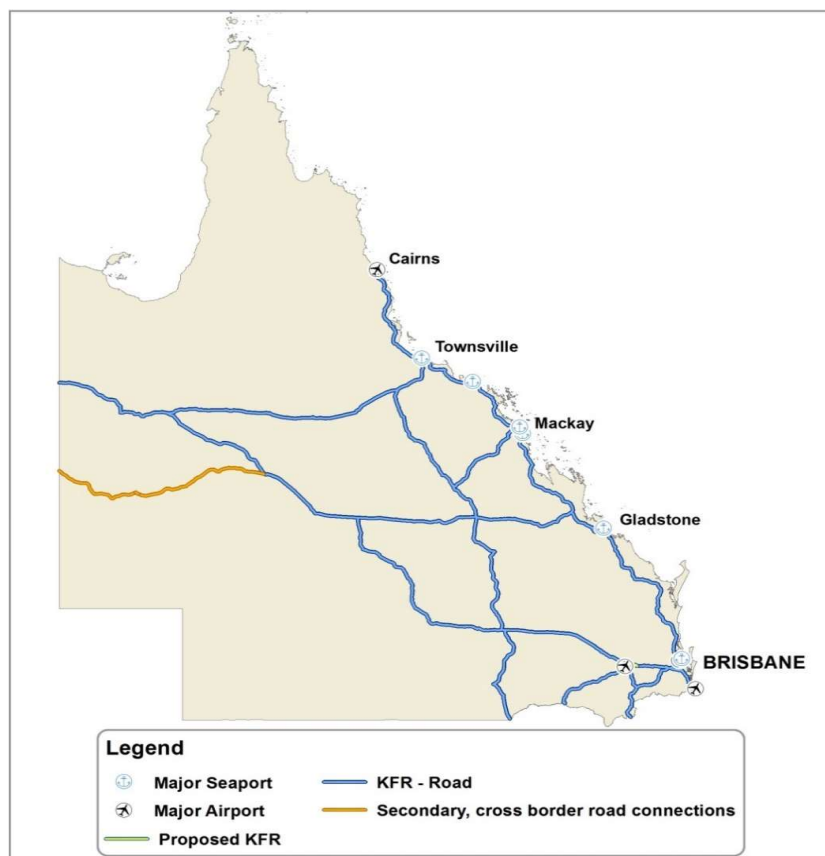 Cairns
Townsville
Mackay
Gladstone
BRISBANE
Legend
Major Seaport
KFR - Road
Major Airport
Secondary, cross border road connections
Proposed KFR